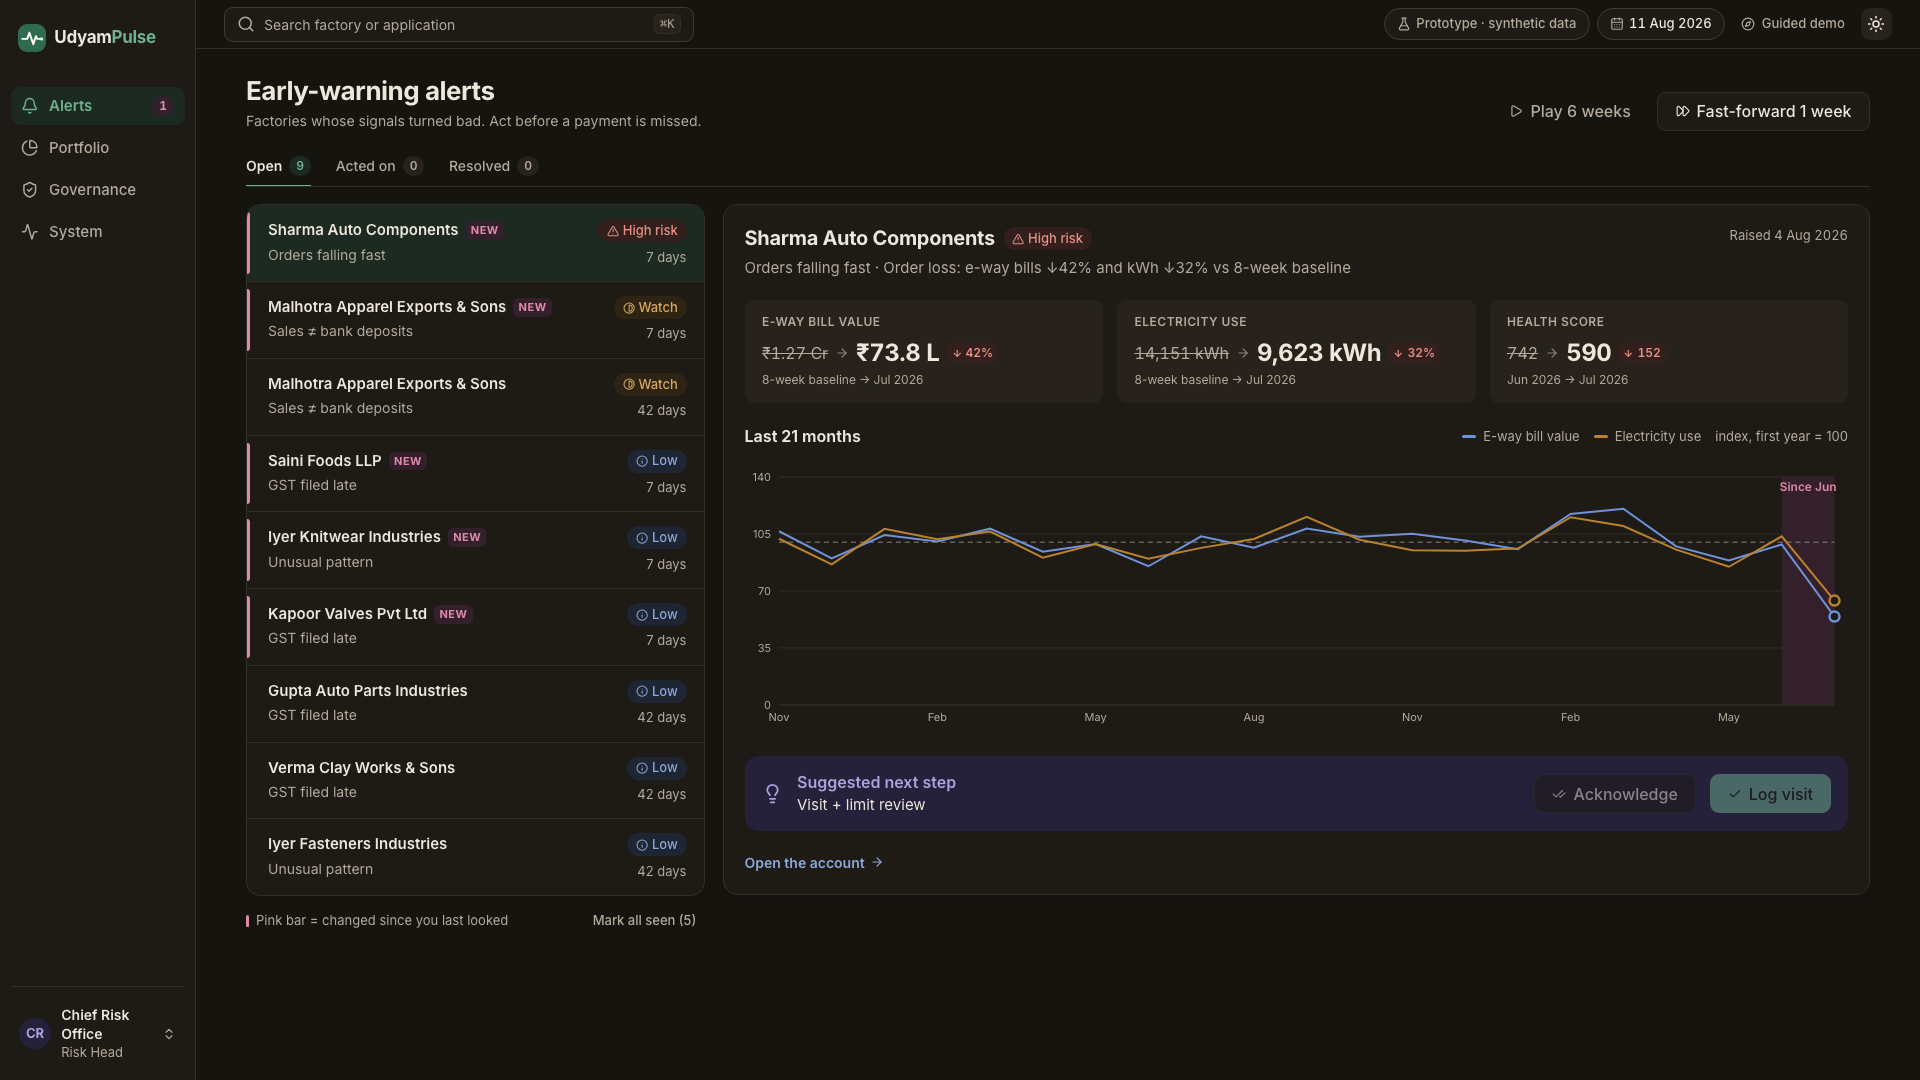 UdyamPulse
Search factory or application
⌘K
Prototype · synthetic data
11 Aug 2026
Guided demo
Alerts 1
Portfolio
Governance
System
Early-warning alerts
Factories whose signals turned bad. Act before a payment is missed.
Play 6 weeks
Fast-forward 1 week
Open 9
Acted on 0
Resolved 0
Sharma Auto Components NEW High risk
Orders falling fast 7 days
Malhotra Apparel Exports & Sons NEW Watch
Sales ≠ bank deposits 7 days
Malhotra Apparel Exports & Sons Watch
Sales ≠ bank deposits 42 days
Saini Foods LLP NEW Low
GST filed late 7 days
Iyer Knitwear Industries NEW Low
Unusual pattern 7 days
Kapoor Valves Pvt Ltd NEW Low
GST filed late 7 days
Gupta Auto Parts Industries Low
GST filed late 42 days
Verma Clay Works & Sons Low
GST filed late 42 days
Iyer Fasteners Industries Low
Unusual pattern 42 days
Pink bar = changed since you last looked
Mark all seen (5)
Sharma Auto Components High risk
Raised 4 Aug 2026
Orders falling fast · Order loss: e-way bills ↓42% and kWh ↓32% vs 8-week baseline
E-WAY BILL VALUE
₹1.27 Cr → ₹73.8 L ↓ 42%
8-week baseline → Jul 2026
ELECTRICITY USE
14,151 kWh → 9,623 kWh ↓ 32%
8-week baseline → Jul 2026
HEALTH SCORE
742 → 590 ↓ 152
Jun 2026 → Jul 2026
Last 21 months
E-way bill value
Electricity use
index, first year = 100
140
105
70
35
0
Since Jun
Nov Feb May Aug Nov Feb May
Suggested next step
Visit + limit review
Acknowledge
Log visit
Open the account →
CR
Chief Risk
Office
Risk Head